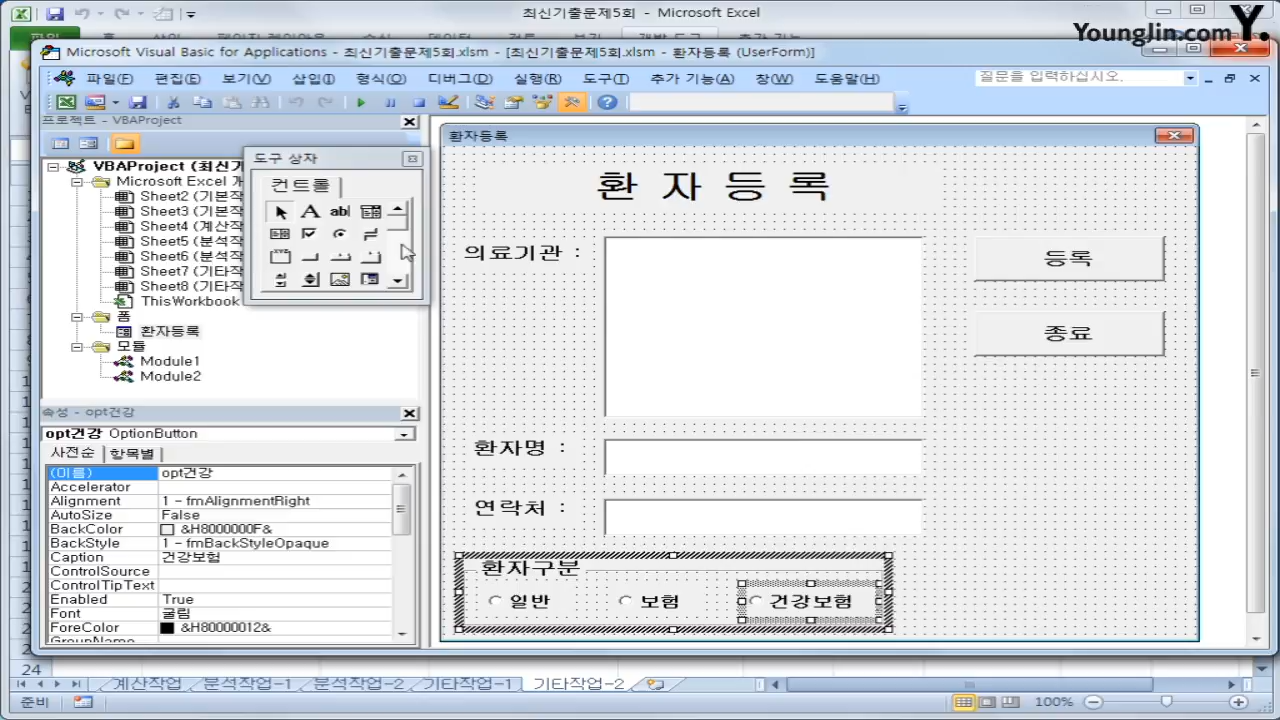 최신기출문제5회 - Microsoft Excel
YoungJin.com Y.
Microsoft Visual Basic for Applications - 최신기출문제5회.xlsm - [최신기출문제5회.xlsm - 환자등록 (UserForm)]
파일(F) 편집(E) 보기(V) 삽입(I) 형식(O) 디버그(D) 실행(R) 도구(T) 추가 기능(A) 창(W) 도움말(H) 질문을 입력하십시오.
프로젝트 - VBAProject
VBAProject (최신기
Microsoft Excel 개
Sheet2 (기본작
Sheet3 (기본작
Sheet4 (계산작
Sheet5 (분석작
Sheet6 (분석작
Sheet7 (기타작
Sheet8 (기타작
ThisWorkbook
폼
환자등록
모듈
Module1
Module2
도구 상자
컨트롤
속성 - opt건강
opt건강 OptionButton
사전순 항목별
(이름) opt건강
Accelerator
Alignment 1 - fmAlignmentRight
AutoSize False
BackColor &H8000000F&
BackStyle 1 - fmBackStyleOpaque
Caption 건강보험
ControlSource
ControlTipText
Enabled True
Font 굴림
ForeColor &H80000012&
GroupName
환자등록
환 자 등 록
의료기관 :
등록
종료
환자명 :
연락처 :
환자구분
일반 보험 건강보험
24
계산작업 분석작업-1 분석작업-2 기타작업-1 기타작업-2
준비 100%